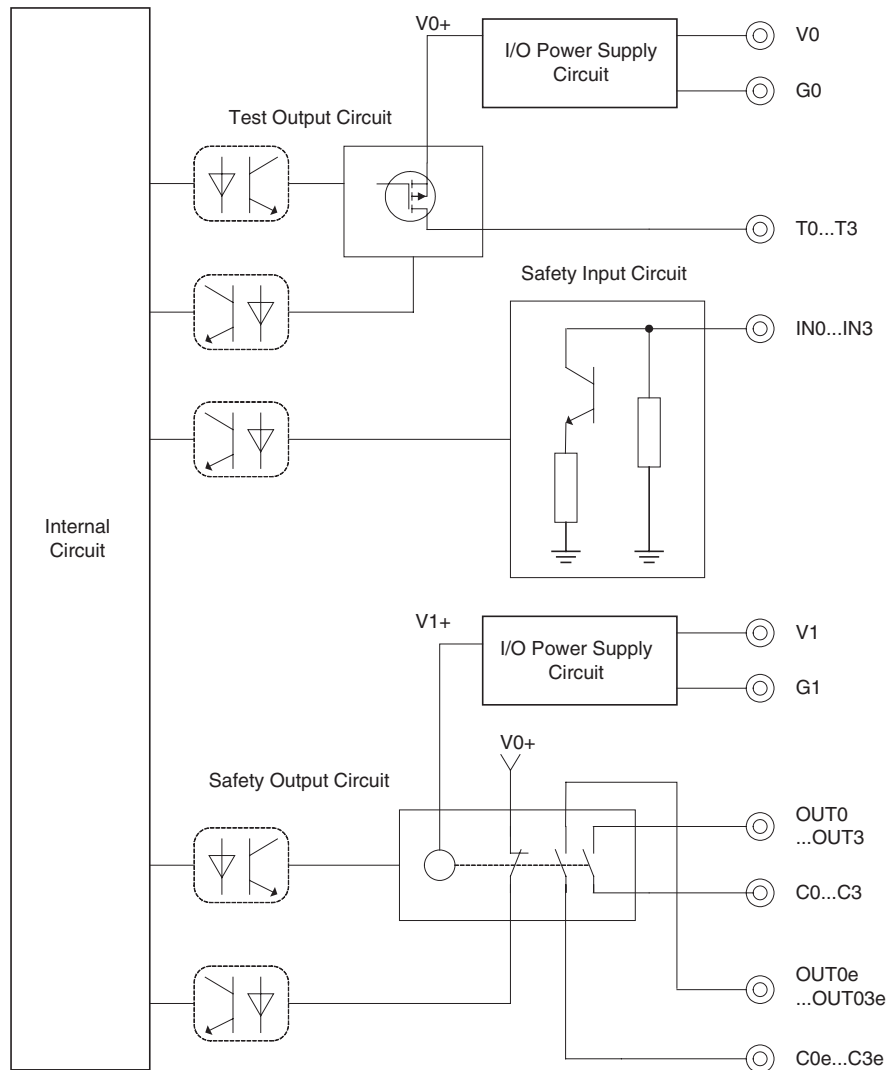 V0+
I/O Power Supply
Circuit
V0
G0
Test Output Circuit
T0...T3
Safety Input Circuit
IN0...IN3
Internal
Circuit
V1+
I/O Power Supply
Circuit
V1
G1
V0+
Safety Output Circuit
OUT0
...OUT3
C0...C3
OUT0e
...OUT03e
C0e...C3e